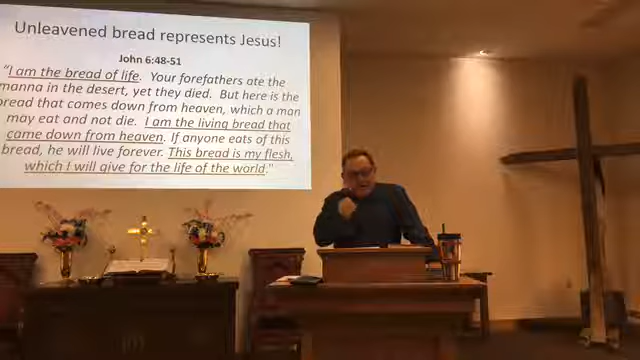 Unleavened bread represents Jesus!
John 6:48-51
"I am the bread of life. Your forefathers ate the
manna in the desert, yet they died. But here is the
bread that comes down from heaven, which a man
may eat and not die. I am the living bread that
came down from heaven. If anyone eats of this
bread, he will live forever. This bread is my flesh,
which I will give for the life of the world."